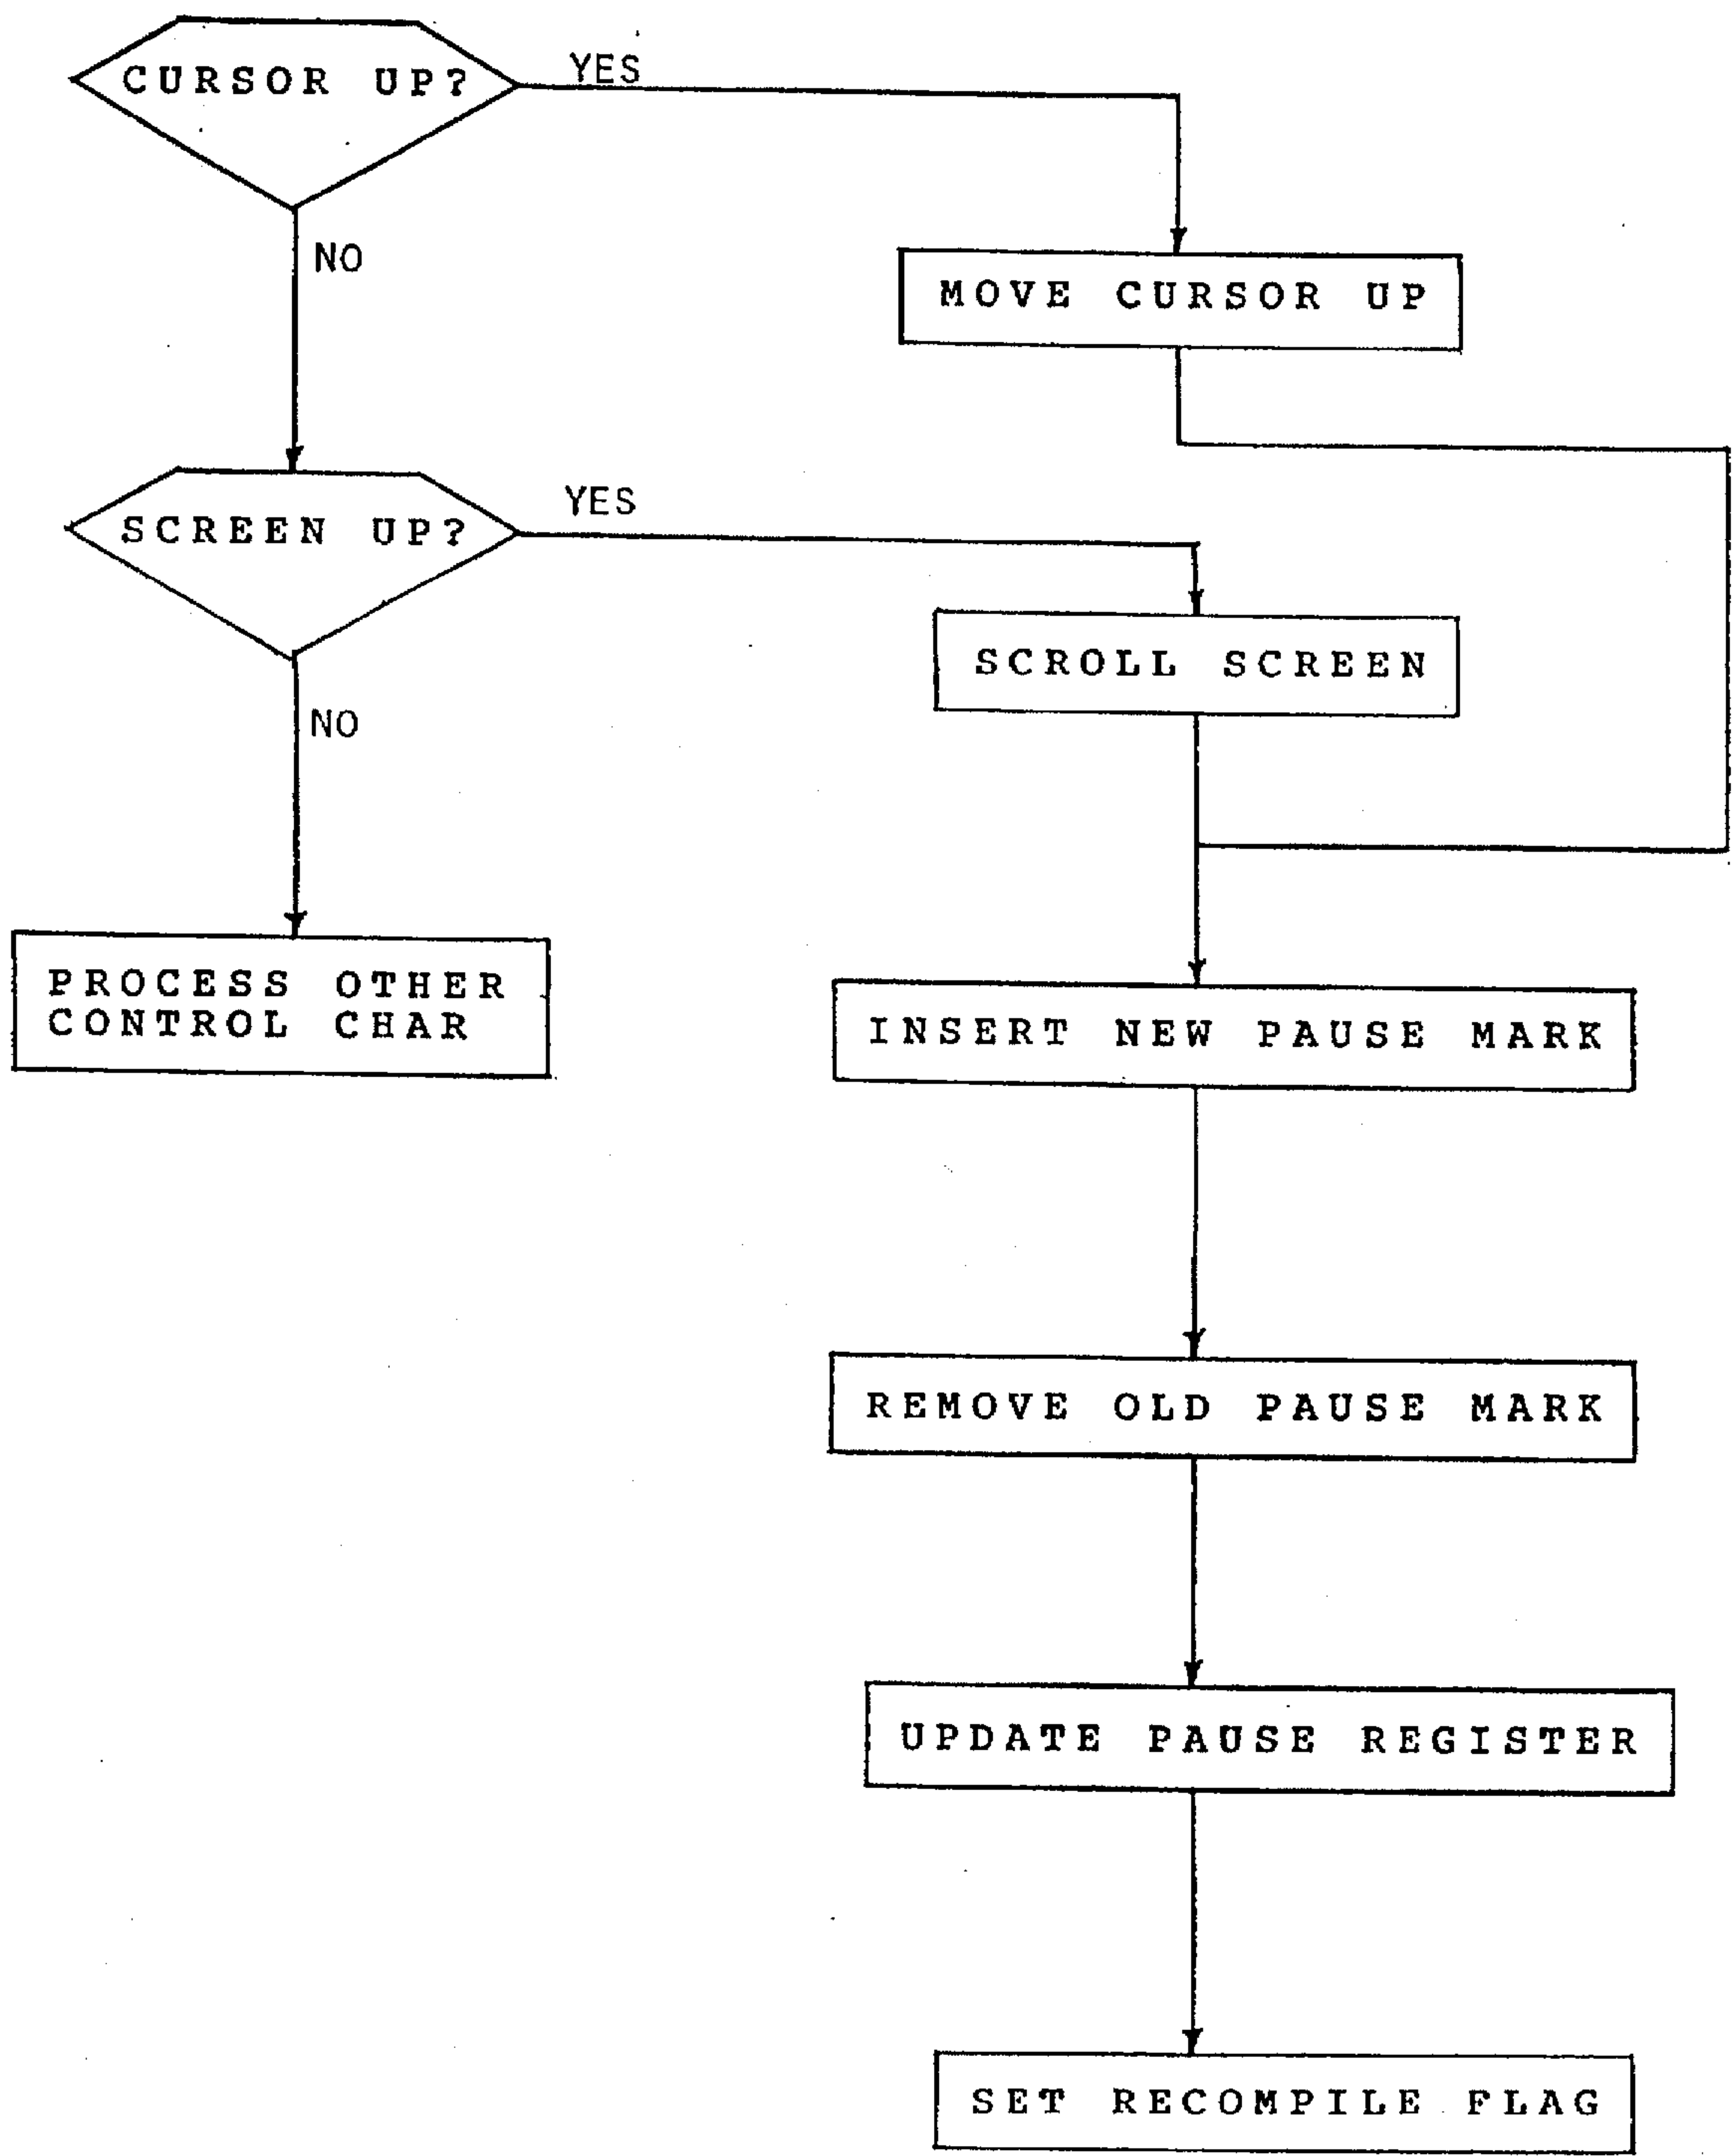 CURSOR UP?
YES
NO
MOVE CURSOR UP
SCREEN UP?
YES
SCROLL SCREEN
NO
PROCESS OTHER
CONTROL CHAR
INSERT NEW PAUSE MARK
REMOVE OLD PAUSE MARK
UPDATE PAUSE REGISTER
SET RECOMPILE FLAG